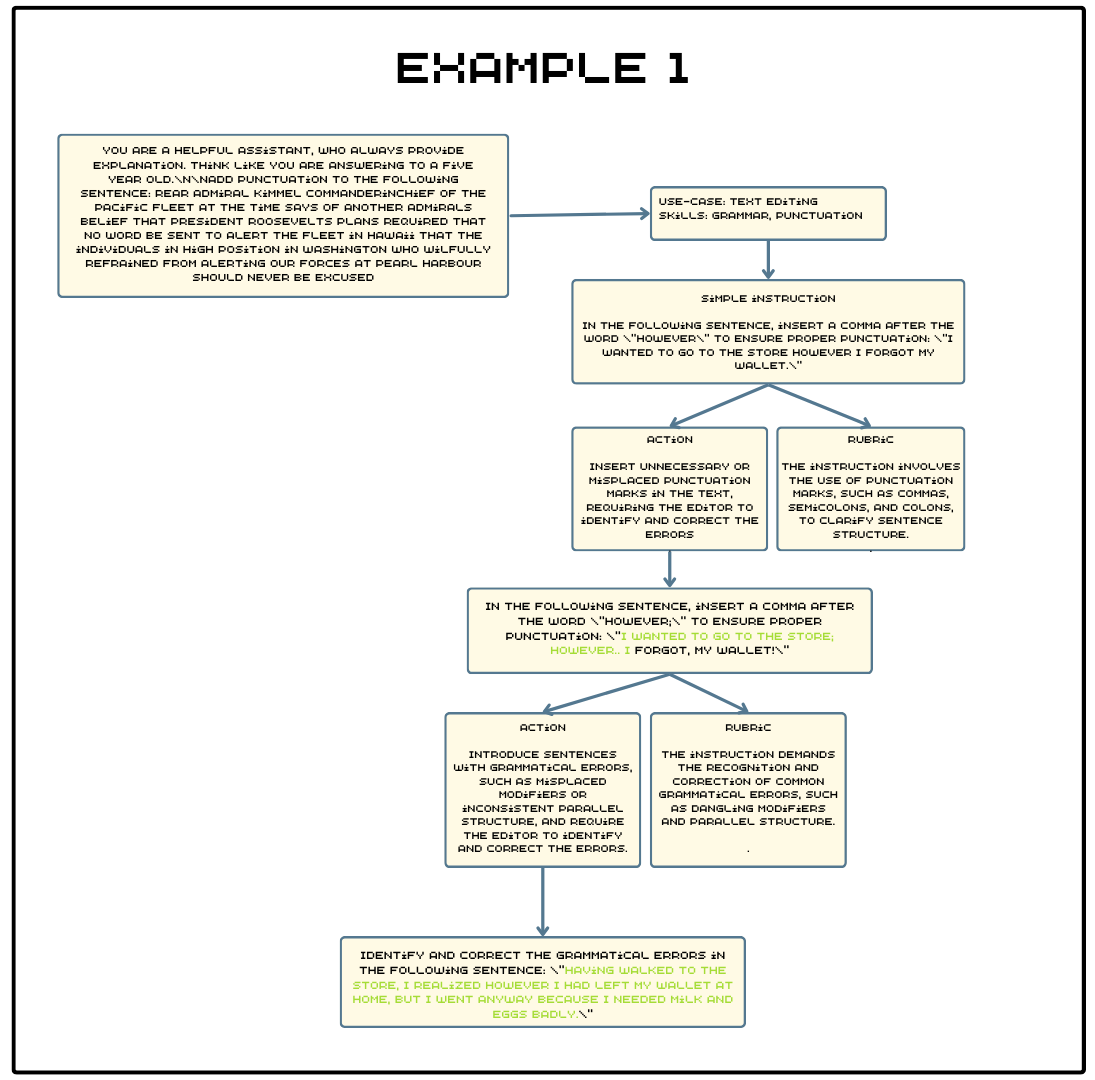 EXAMPLE 1
YOU ARE A HELPFUL ASSISTANT, WHO ALWAYS PROVIDE
EXPLANATION. THINK LIKE YOU ARE ANSWERING TO A FIVE
YEAR OLD.\N\NADD PUNCTUATION TO THE FOLLOWING
SENTENCE: REAR ADMIRAL KIMMEL COMMANDERINCHIEF OF THE
PACIFIC FLEET AT THE TIME SAYS OF ANOTHER ADMIRALS
BELIEF THAT PRESIDENT ROOSEVELTS PLANS REQUIRED THAT
NO WORD BE SENT TO ALERT THE FLEET IN HAWAII THAT THE
INDIVIDUALS IN HIGH POSITION IN WASHINGTON WHO WILFULLY
REFRAINED FROM ALERTING OUR FORCES AT PEARL HARBOUR
SHOULD NEVER BE EXCUSED
USE-CASE: TEXT EDITING
SKILLS: GRAMMAR, PUNCTUATION
SIMPLE INSTRUCTION
IN THE FOLLOWING SENTENCE, INSERT A COMMA AFTER THE
WORD \"HOWEVER\" TO ENSURE PROPER PUNCTUATION: \"I
WANTED TO GO TO THE STORE HOWEVER I FORGOT MY
WALLET.\"
ACTION
INSERT UNNECESSARY OR
MISPLACED PUNCTUATION
MARKS IN THE TEXT,
REQUIRING THE EDITOR TO
IDENTIFY AND CORRECT THE
ERRORS
RUBRIC
THE INSTRUCTION INVOLVES
THE USE OF PUNCTUATION
MARKS, SUCH AS COMMAS,
SEMICOLONS, AND COLONS,
TO CLARIFY SENTENCE
STRUCTURE.
.
IN THE FOLLOWING SENTENCE, INSERT A COMMA AFTER
THE WORD \"HOWEVER;\" TO ENSURE PROPER
PUNCTUATION: \"I WANTED TO GO TO THE STORE;
HOWEVER.. I FORGOT, MY WALLET!\"
ACTION
INTRODUCE SENTENCES
WITH GRAMMATICAL ERRORS,
SUCH AS MISPLACED
MODIFIERS OR
INCONSISTENT PARALLEL
STRUCTURE, AND REQUIRE
THE EDITOR TO IDENTIFY
AND CORRECT THE ERRORS.
RUBRIC
THE INSTRUCTION DEMANDS
THE RECOGNITION AND
CORRECTION OF COMMON
GRAMMATICAL ERRORS, SUCH
AS DANGLING MODIFIERS
AND PARALLEL STRUCTURE.
.
IDENTIFY AND CORRECT THE GRAMMATICAL ERRORS IN
THE FOLLOWING SENTENCE: \"HAVING WALKED TO THE
STORE, I REALIZED HOWEVER I HAD LEFT MY WALLET AT
HOME, BUT I WENT ANYWAY BECAUSE I NEEDED MILK AND
EGGS BADLY.\"